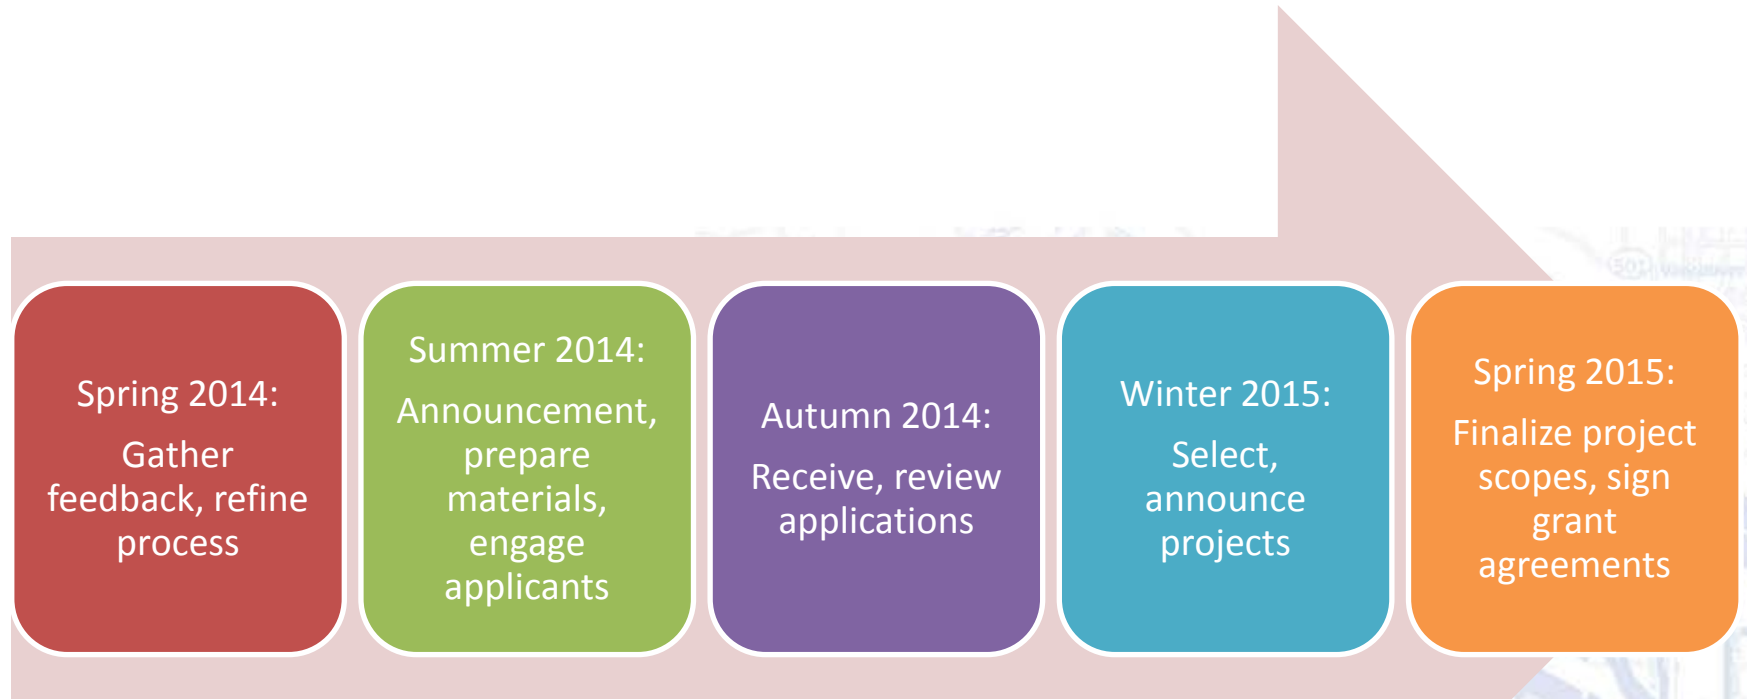 Spring 2014:
Gather
feedback, refine
process
Summer 2014:
Announcement,
prepare
materials,
engage
applicants
Autumn 2014:
Receive, review
applications
Winter 2015:
Select,
announce
projects
Spring 2015:
Finalize project
scopes, sign
grant
agreements
501